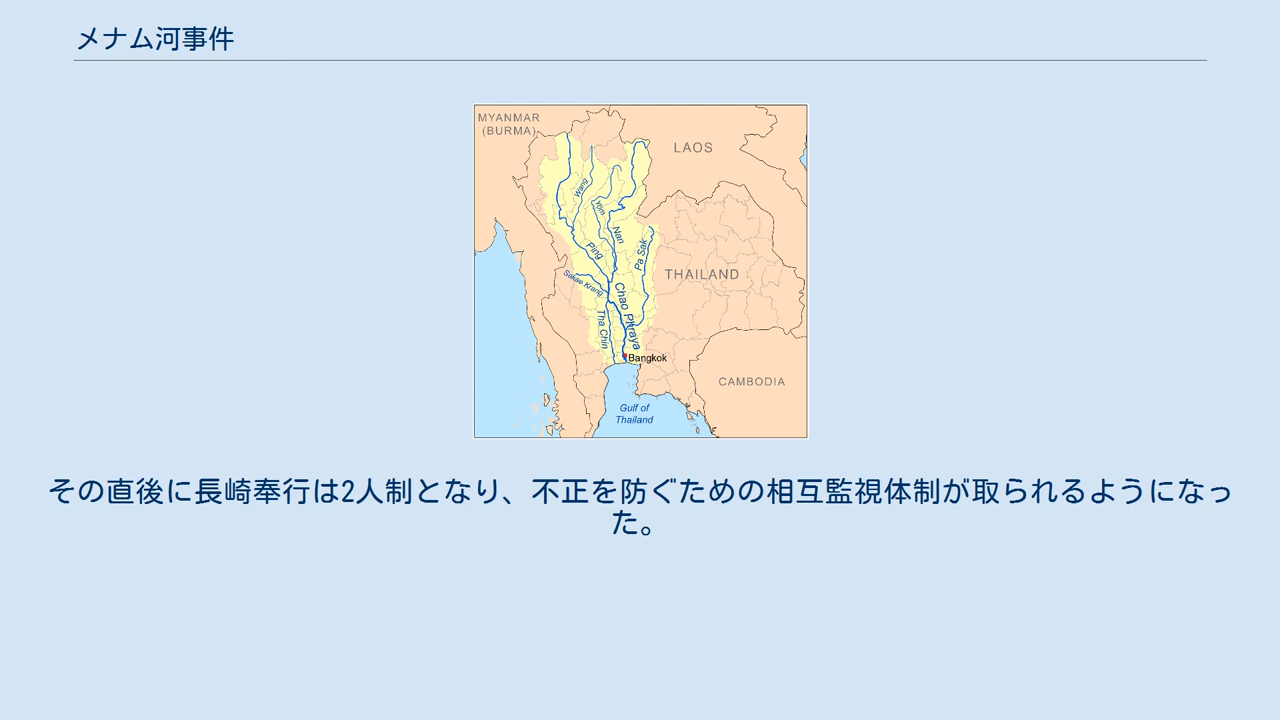 メナム河事件
MYANMAR
(BURMA)
LAOS
Wang
Yom
Nan
Ping
Pa Sak
THAILAND
Sakae Krang
Chao Phraya
Tha Chin
Bangkok
CAMBODIA
Gulf of
Thailand
その直後に長崎奉行は2人制となり、不正を防ぐための相互監視体制が取られるようになっ
た。